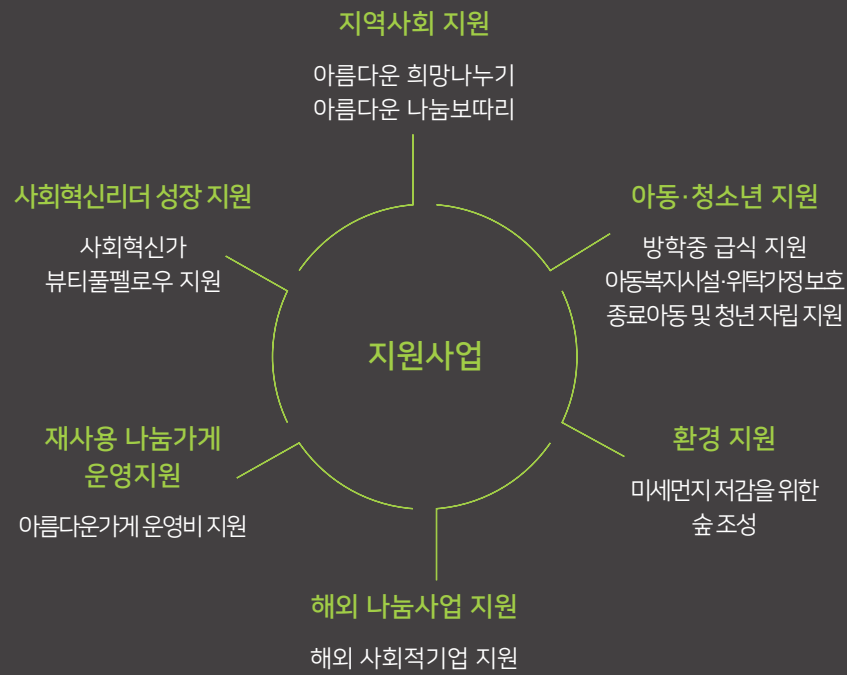 지역사회 지원
아름다운 희망나누기
아름다운 나눔보따리
사회혁신리더 성장 지원
사회혁신가
뷰티풀펠로우 지원
아동·청소년 지원
방학중 급식 지원
아동복지시설·위탁가정 보호
종료아동 및 청년 자립 지원
지원사업
재사용 나눔가게
운영지원
아름다운가게 운영비 지원
환경 지원
미세먼지 저감을 위한
숲 조성
해외 나눔사업 지원
해외 사회적기업 지원